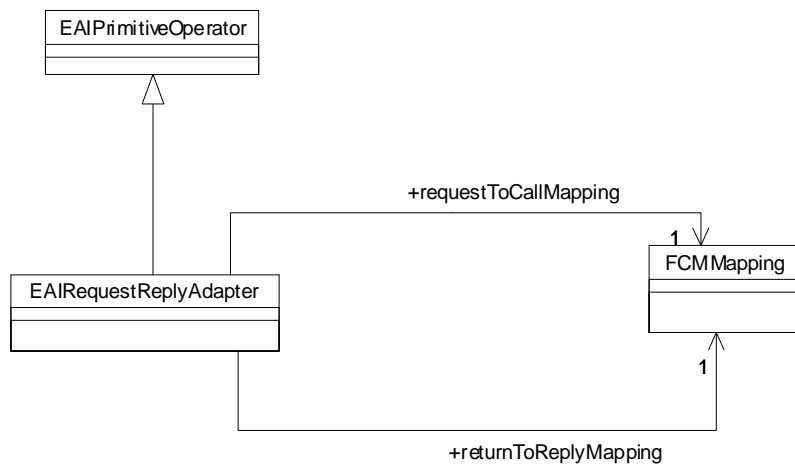 EAIPrimitiveOperator
+requestToCallMapping
1
FCMMapping
EAIRequestReplyAdapter
1
+returnToReplyMapping